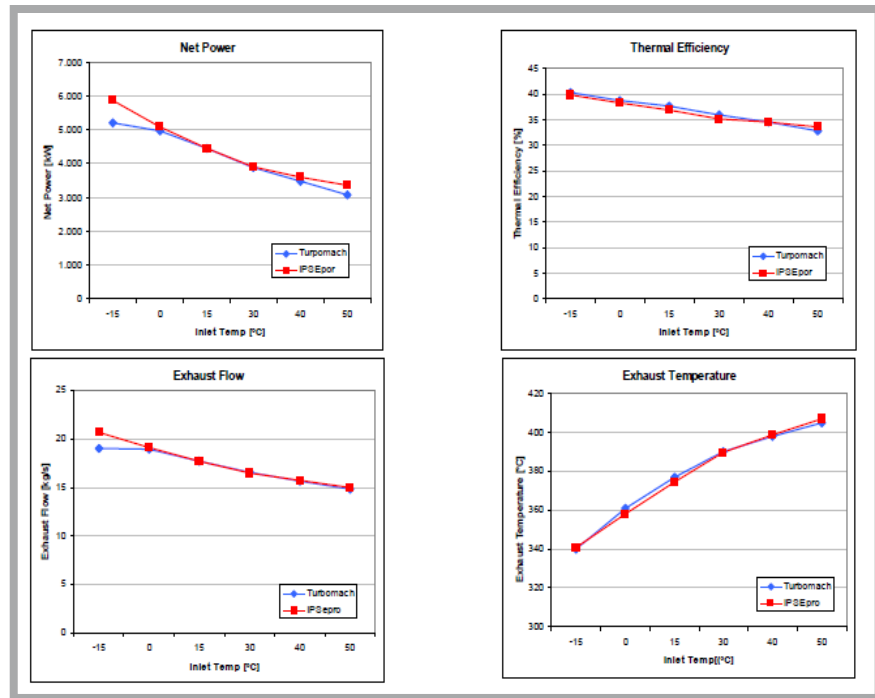 Net Power
7.000
6.000
5.000
4.000
3.000
2.000
1.000
0
Net Power [kW]
-15 0 15 30 40 50
Inlet Temp [ºC]
Turpomach
IPSEpor
Thermal Efficiency
45
40
35
30
25
20
15
10
5
0
Thermal Efficiency [%]
-15 0 15 30 40 50
Inlet Temp [ºC]
Turpomach
IPSEpor
Exhaust Flow
25
20
15
10
5
0
Exhaust Flow [kg/s]
-15 0 15 30 40 50
Inlet Temp [ºC]
Turbomach
IPSepro
Exhaust Temperature
420
400
380
360
340
320
300
Exhaust Temperature [ºC]
-15 0 15 30 40 50
Inlet Temp[(ºC]
Turbomach
IPSEpro